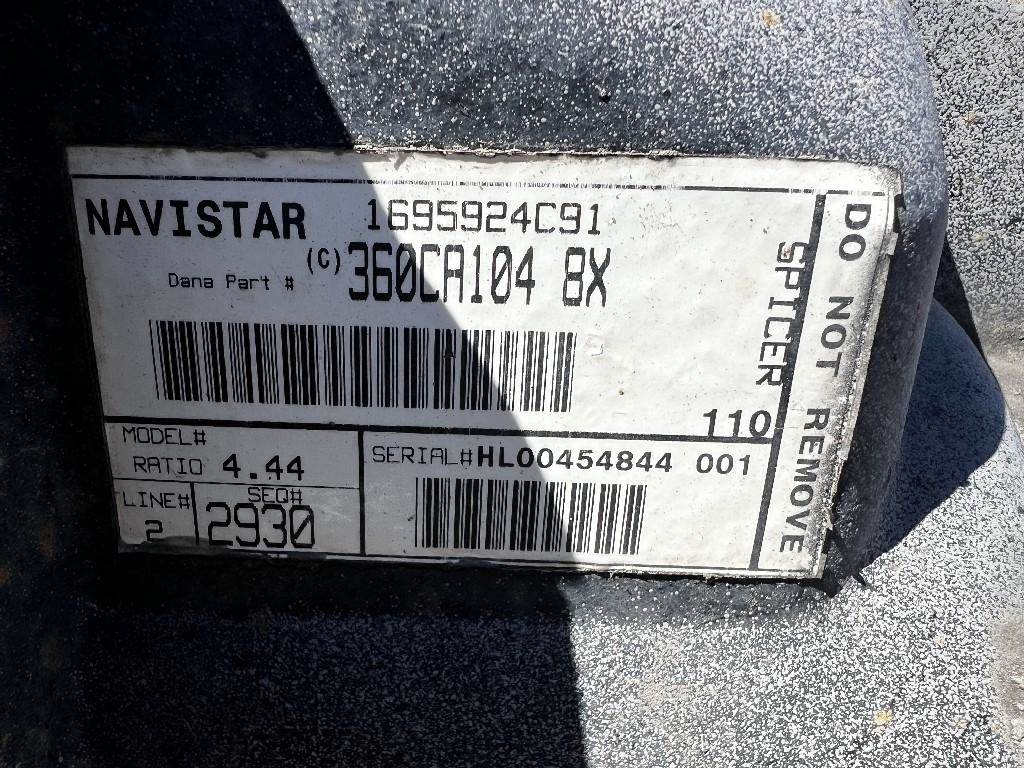 NAVISTAR 1695924C91
Dana Part # (C)360CA104 8X
110
MODEL#
RATIO 4.44
LINE# 2
SEQ# 2930
SERIAL#HL00454844 001
SPICER
DO NOT REMOVE